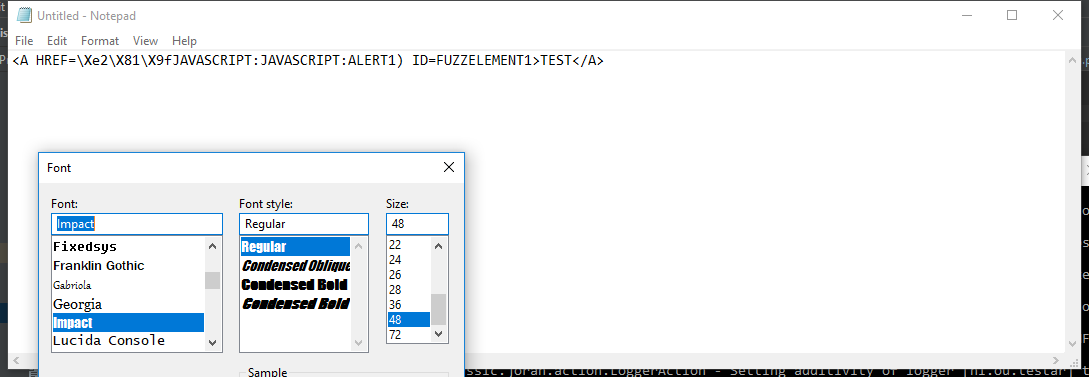 Untitled - Notepad
File Edit Format View Help
<A HREF=\Xe2\X81\X9fJAVASCRIPT:JAVASCRIPT:ALERT1) ID=FUZZELEMENT1>TEST</A>
Font
Font: Font style: Size:
Impact Regular 48
Fixedsys Regular 22
Franklin Gothic Condensed Oblique 24
Gabriola Condensed Bold 26
Georgia Condensed Bold 28
Impact 36
Lucida Console 48
72
Sample
ssic.joran.action.LoggerAction - Setting additivity of logger [nl.ou.testar]